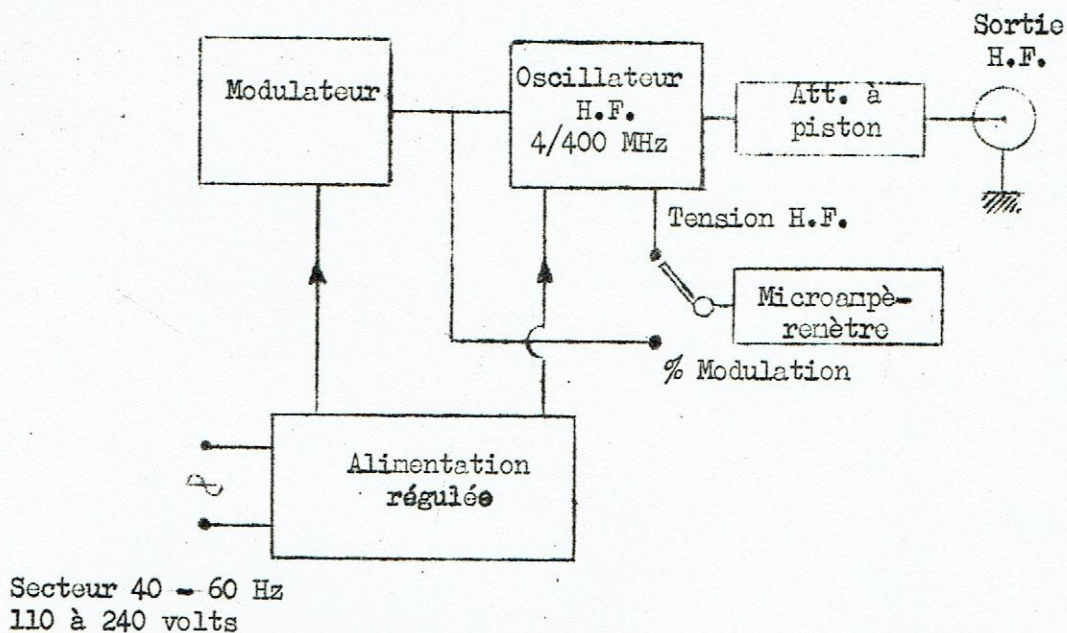 Sortie
H.F.
Modulateur
Oscillateur
H.F.
4/400 MHz
Att. à
piston
Tension H.F.
Microampè-
remètre
% Modulation
Alimentation
régulée
Secteur 40 - 60 Hz
110 à 240 volts